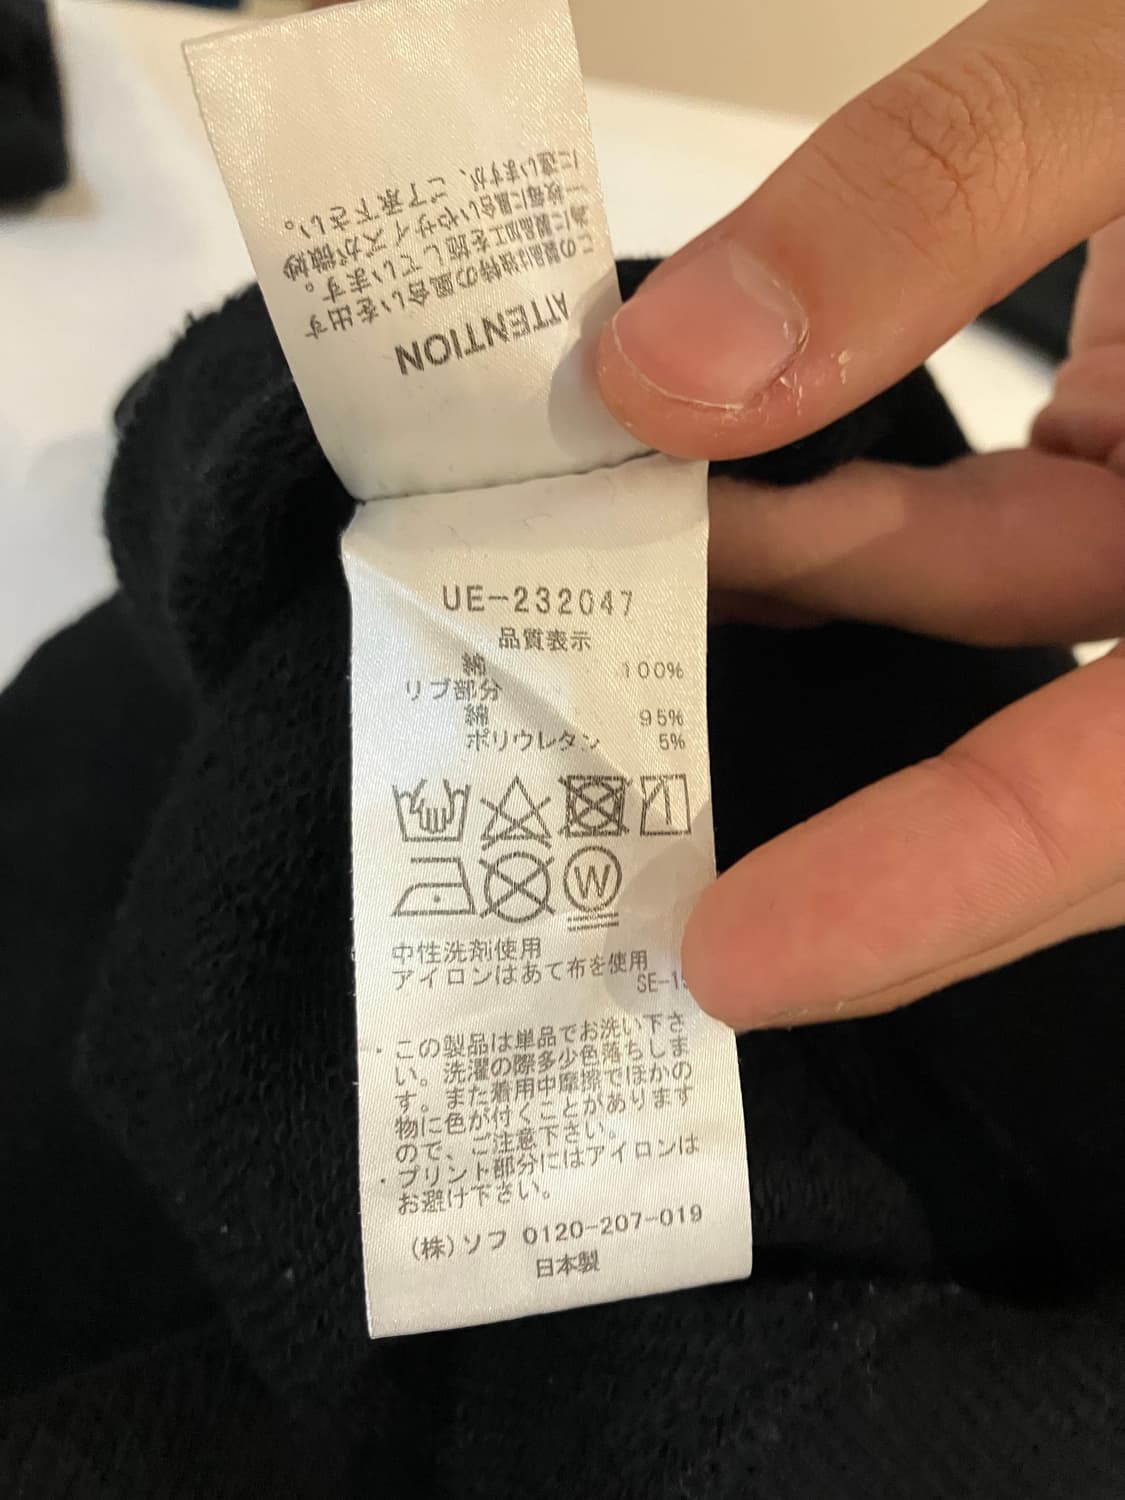 ATTENTION
この製品は独特の風合いを出す
為に製品加工を施しています。
一枚毎に風合いやサイズが微妙
に違いますが、ご了承下さい。
UE-232047
品質表示
綿 100%
リブ部分
綿 95%
ポリウレタン 5%
W
中性洗剤使用
アイロンはあて布を使用
・この製品は単品でお洗い下さ
い。洗濯の際多少色落ちしま
す。また着用中摩擦でほかの
物に色が付くことがあります
ので、ご注意下さい。
・プリント部分にはアイロンは
お避け下さい。
(株)ソフ 0120-207-019
日本製